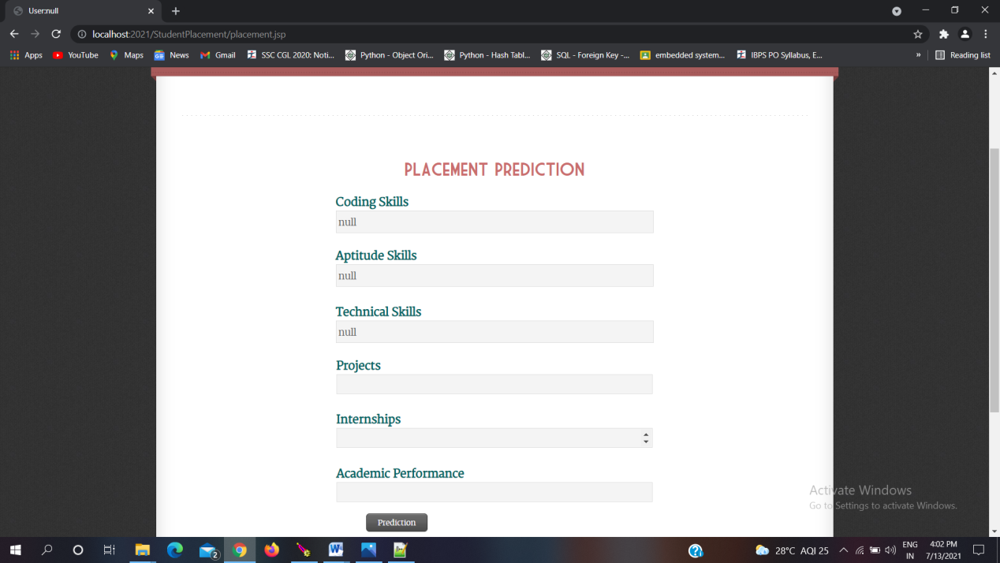 User:null
localhost:2021/StudentPlacement/placement.jsp
Apps YouTube Maps News Gmail SSC CGL 2020: Noti... Python - Object Ori... Python - Hash Tabl... SQL - Foreign Key -... embedded system... IBPS PO Syllabus, E... » Reading list
PLACEMENT PREDICTION
Coding Skills
null
Aptitude Skills
null
Technical Skills
null
Projects
Internships
Academic Performance
Prediction
Activate Windows
Go to Settings to activate Windows.
2
28°C AQI 25
ENG
IN
4:02 PM
7/13/2021